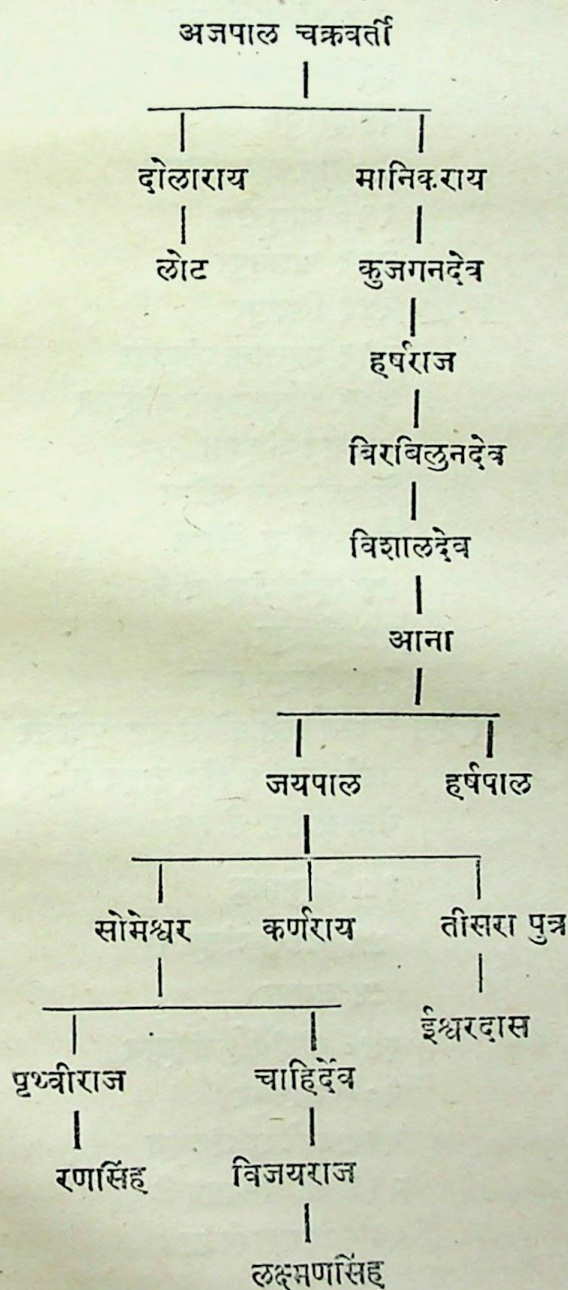 अजपाल चक्रवर्ती
दोलाराय मानिकराय
लोट कुजगनदेव
हर्षराज
बिरबिलुनदेव
विशालदेव
आना
जयपाल हर्षपाल
सोमेश्वर कर्णराय तीसरा पुत्र
ईश्वरदास
पृथ्वीराज चाहिर्देव
रणसिंह विजयराज
लक्ष्मणसिंह